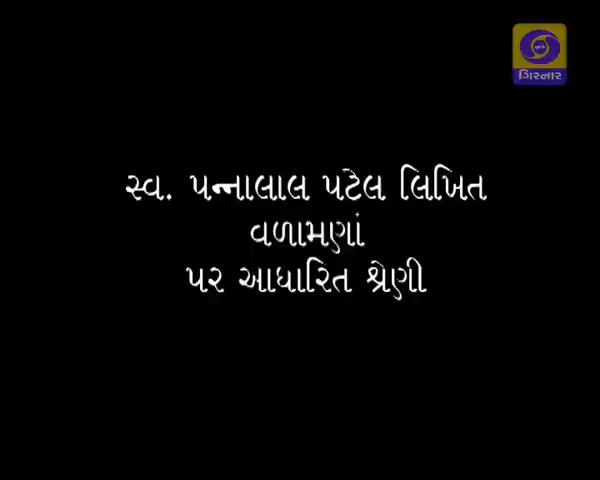 ગિરનાર
સ્વ. પન્નાલાલ પટેલ લિખિત
વળામણાં
પર આધારિત શ્રેણી